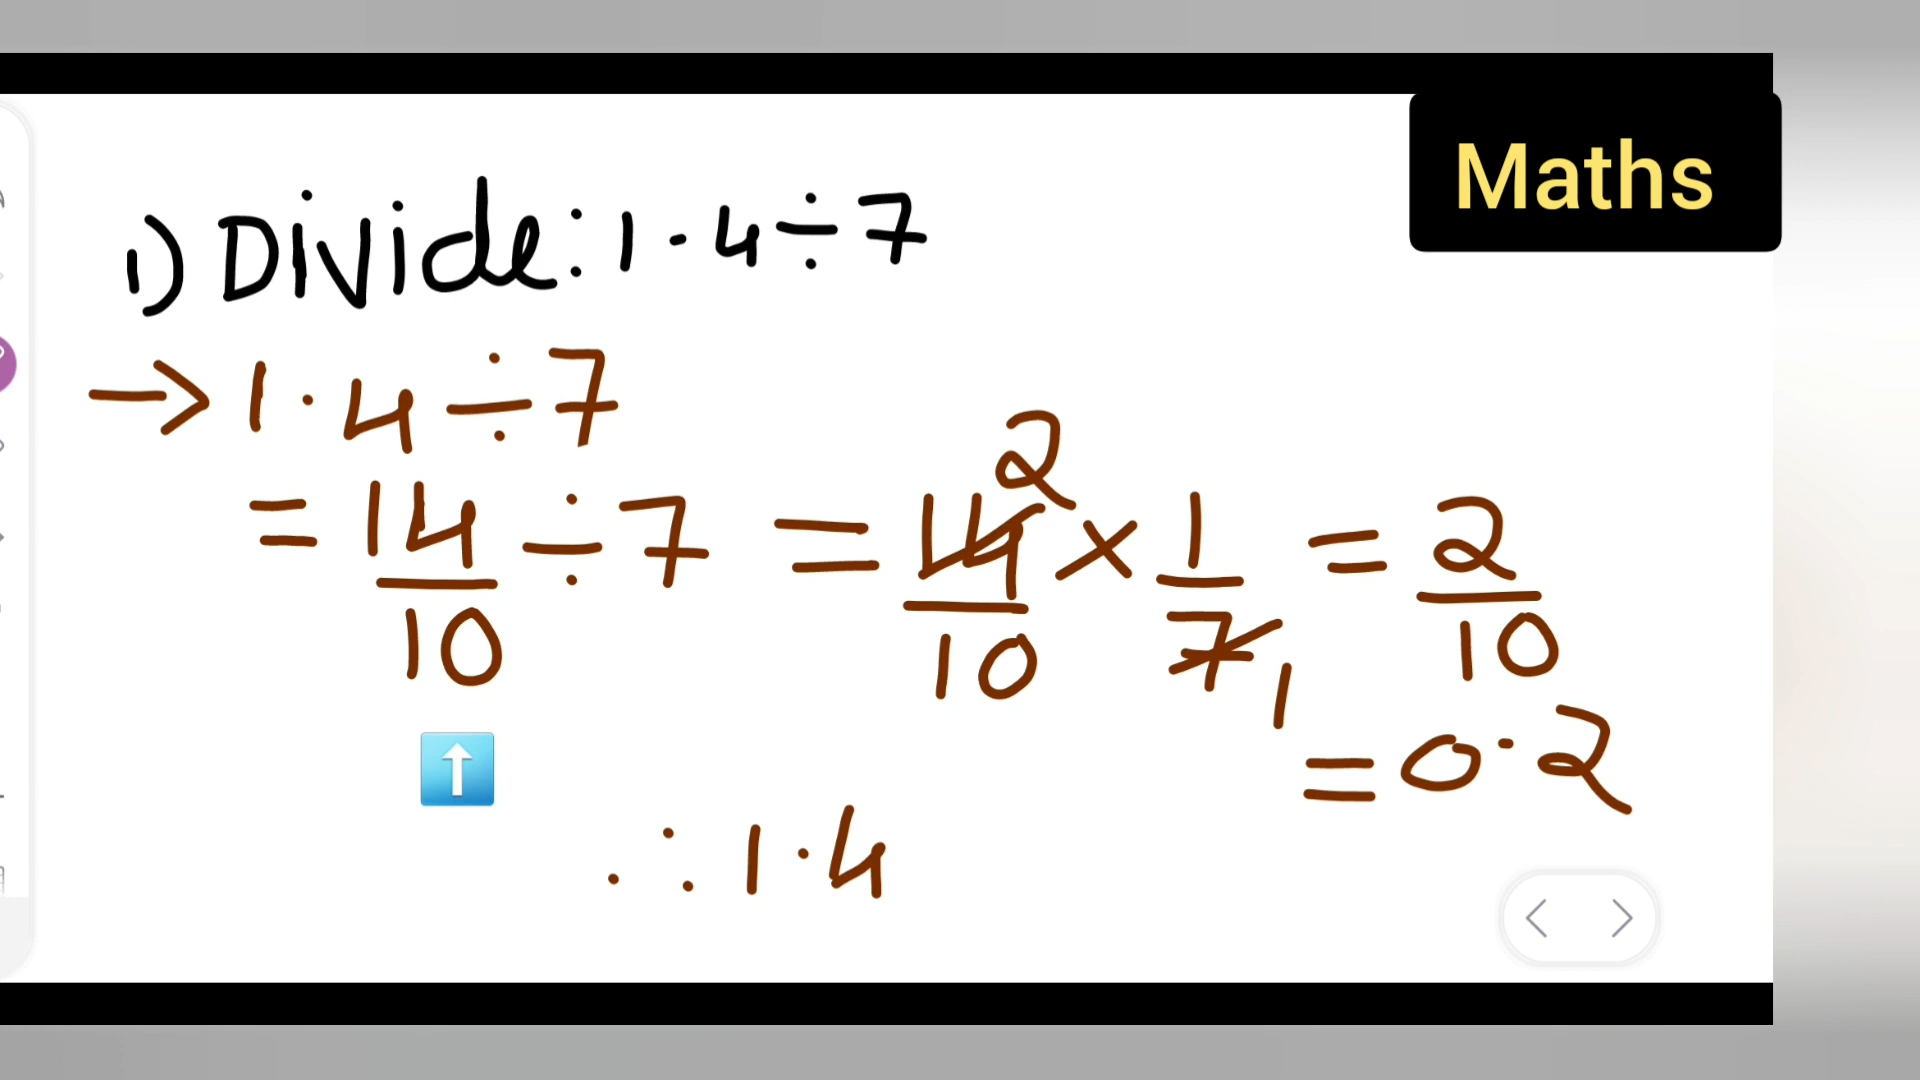 Maths
1) Divide: 1·4÷7
→ 1·4÷7
= 14/10 ÷ 7 = 14/10 2 × 1/7 1 = 2/10
= 0·2
∴ 1·4